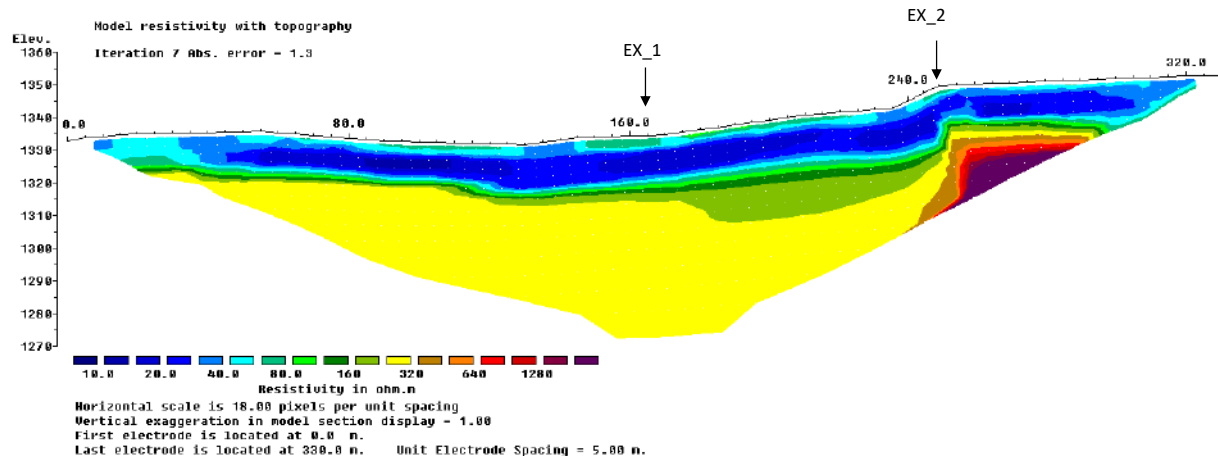 Model resistivity with topography
Elev.
Iteration 7 Abs. error = 1.3
EX_1
EX_2
1360
1350
1340
1330
1320
1310
1300
1290
1280
1270
0.0
80.0
160.0
240.0
320.0
10.0 20.0 40.0 80.0 160 320 640 1280
Resistivity in ohm.m
Horizontal scale is 18.00 pixels per unit spacing
Vertical exaggeration in model section display = 1.00
First electrode is located at 0.0 m.
Last electrode is located at 330.0 m. Unit Electrode Spacing = 5.00 m.